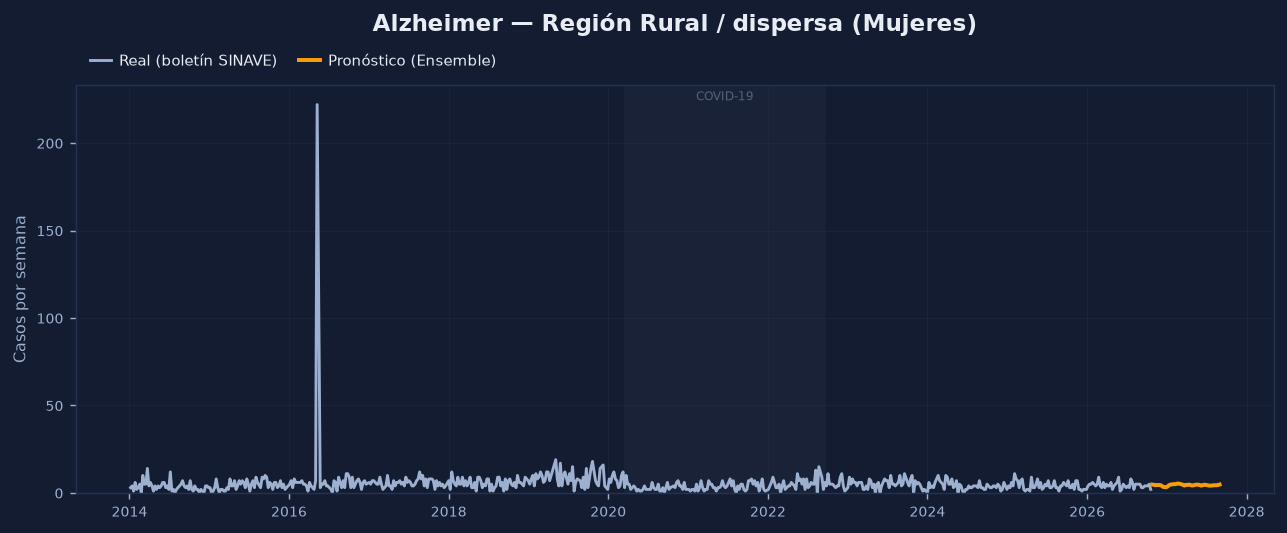 Alzheimer — Región Rural / dispersa (Mujeres)
Real (boletín SINAVE) Pronóstico (Ensemble)
COVID-19
Casos por semana
200
150
100
50
0
2014 2016 2018 2020 2022 2024 2026 2028